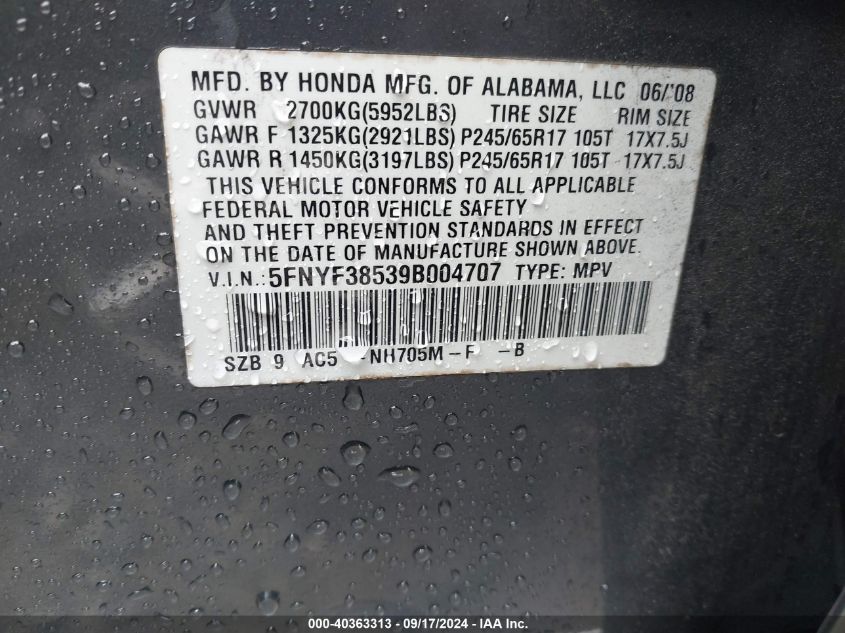 MFD. BY HONDA MFG. OF ALABAMA, LLC 06/'08
GVWR 2700KG(5952LBS) TIRE SIZE RIM SIZE
GAWR F 1325KG(2921LBS) P245/65R17 105T 17X7.5J
GAWR R 1450KG(3197LBS) P245/65R17 105T 17X7.5J
THIS VEHICLE CONFORMS TO ALL APPLICABLE
FEDERAL MOTOR VEHICLE SAFETY
AND THEFT PREVENTION STANDARDS IN EFFECT
ON THE DATE OF MANUFACTURE SHOWN ABOVE.
V.I.N.: 5FNYF38539B004707 TYPE: MPV
SZB 9 AC5 -NH705M-F -B
000-40363313 - 09/17/2024 - IAAI.COM